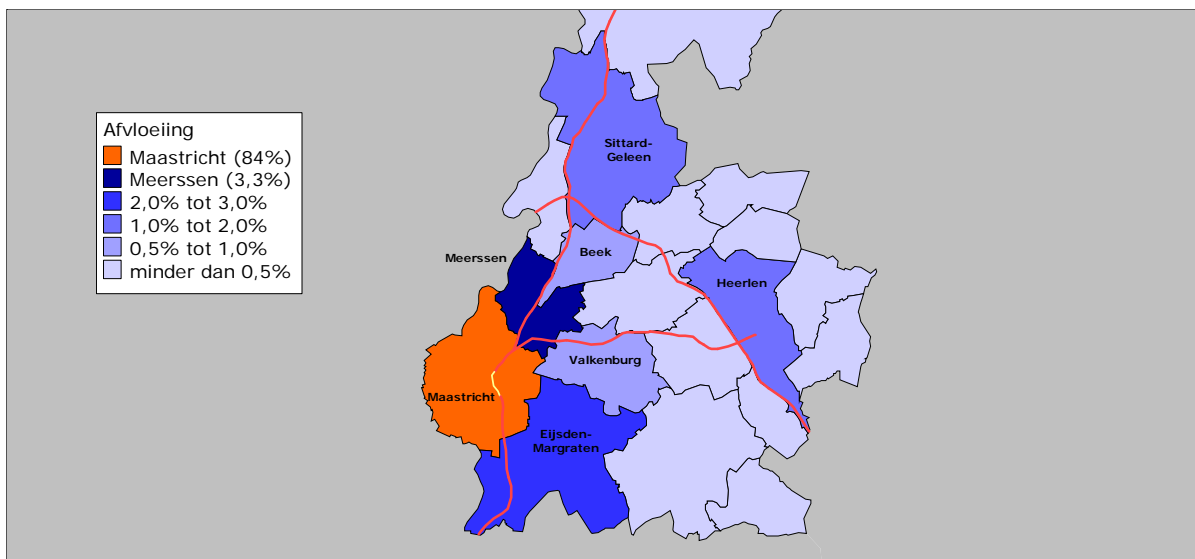 Afvloeiing
Maastricht (84%)
Meerssen (3,3%)
2,0% tot 3,0%
1,0% tot 2,0%
0,5% tot 1,0%
minder dan 0,5%
Sittard-
Geleen
Meerssen
Beek
Heerlen
Valkenburg
Maastricht
Eijsden-
Margraten